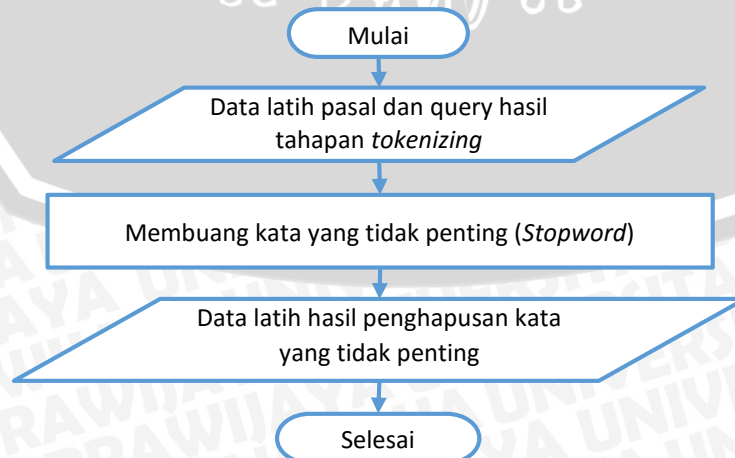 Mulai
Data latih pasal dan query hasil
tahapan tokenizing
Membuang kata yang tidak penting (Stopword)
Data latih hasil penghapusan kata
yang tidak penting
Selesai